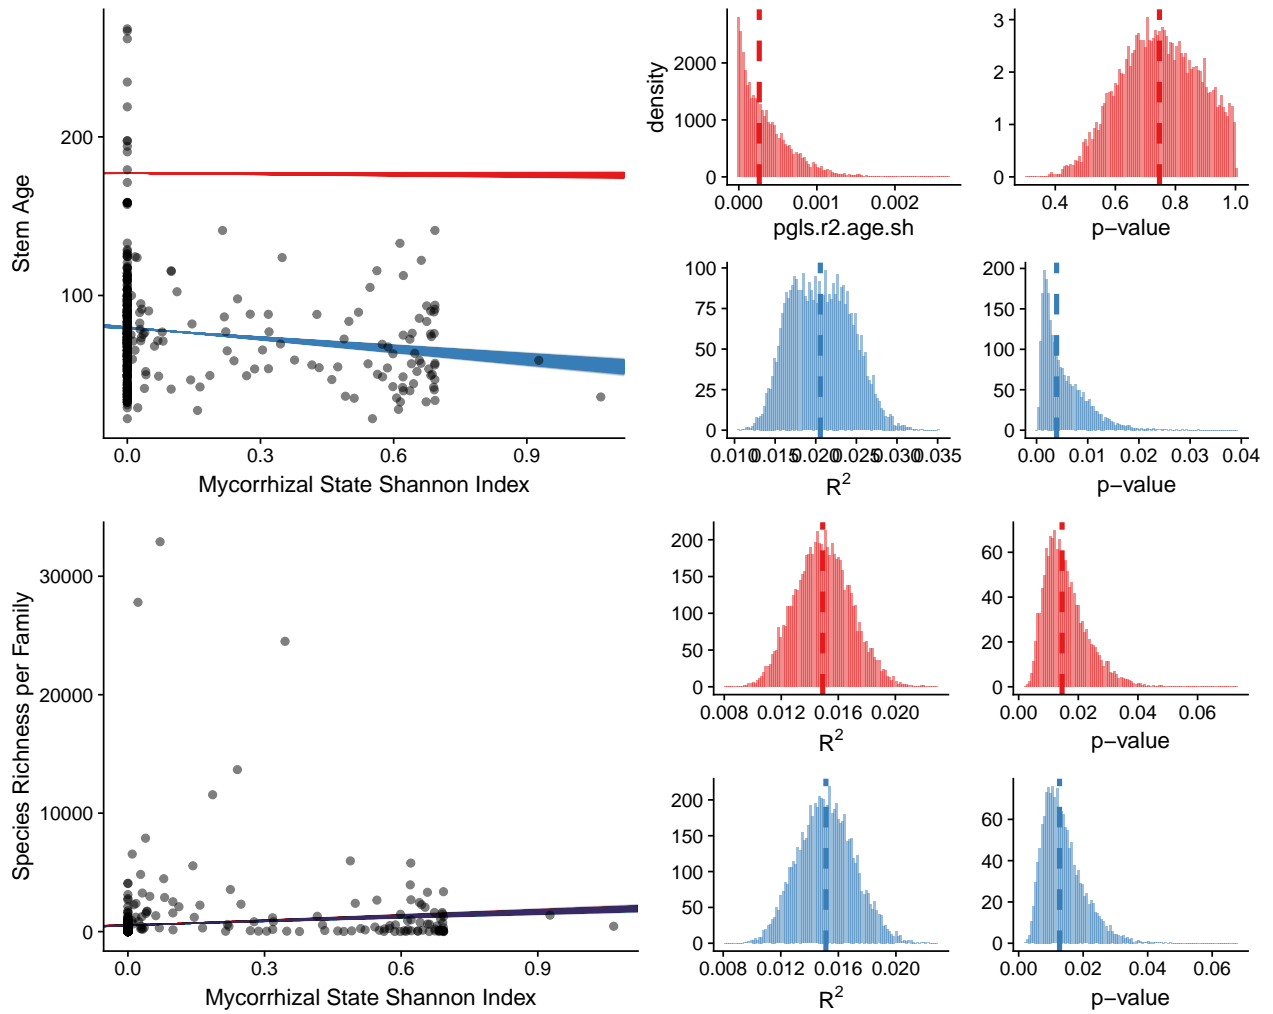 Stem Age
200
100
0.0 0.3 0.6 0.9
Mycorrhizal State Shannon Index
density
2000
1000
0
0.000 0.001 0.002
pgls.r2.age.sh
3
2
1
0
0.4 0.6 0.8 1.0
p−value
100
75
50
25
0
0.010 0.015 0.020 0.025 0.030 0.035
R²
200
150
100
50
0
0.00 0.01 0.02 0.03 0.04
p−value
Species Richness per Family
30000
20000
10000
0
0.0 0.3 0.6 0.9
Mycorrhizal State Shannon Index
200
150
100
50
0
0.008 0.012 0.016 0.020
R²
60
40
20
0
0.00 0.02 0.04 0.06
p−value
200
150
100
50
0
0.008 0.012 0.016 0.020
R²
60
40
20
0
0.00 0.02 0.04 0.06
p−value